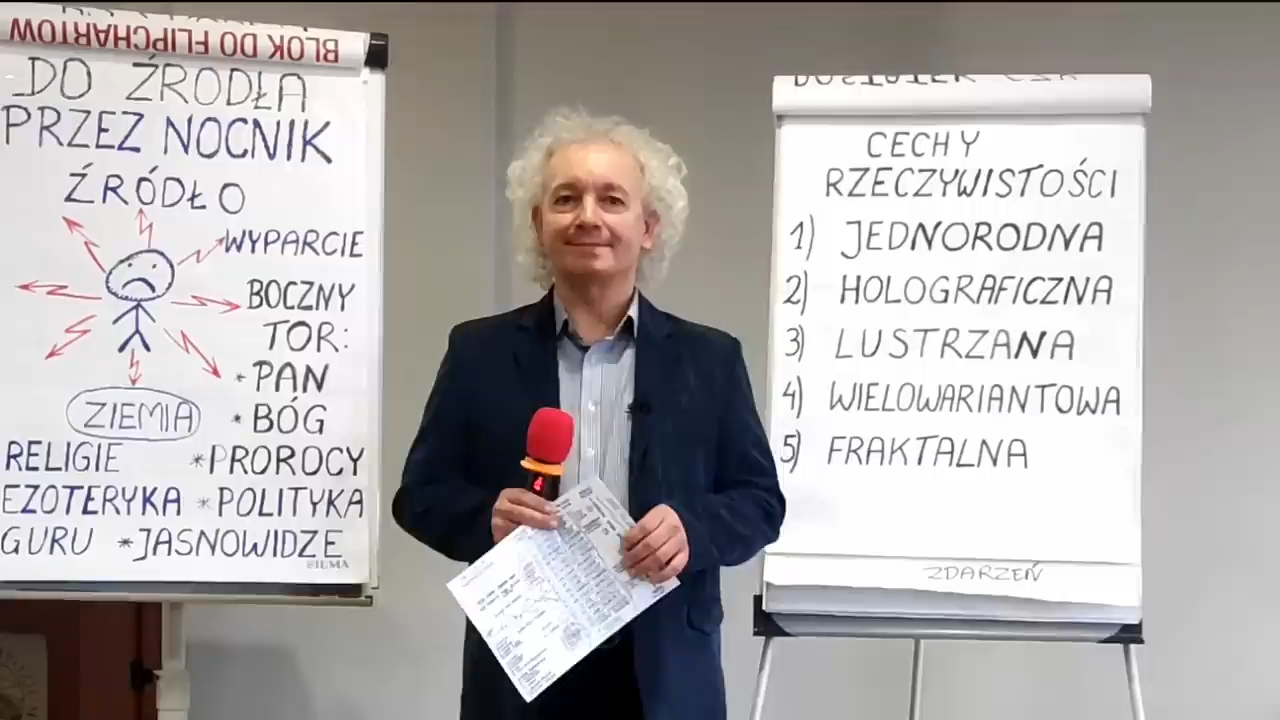 BLOK DO FLIPCHARTÓW
DO ŹRÓDŁA
PRZEZ NOCNIK
ŹRÓDŁO
WYPARCIE
BOCZNY
TOR:
* PAN
ZIEMIA * BÓG
RELIGIE * PROROCY
EZOTERYKA * POLITYKA
GURU * JASNOWIDZE
CECHY
RZECZYWISTOŚCI
1) JEDNORODNA
2) HOLOGRAFICZNA
3) LUSTRZANA
4) WIELOWARIANTOWA
5) FRAKTALNA
ZDARZEŃ